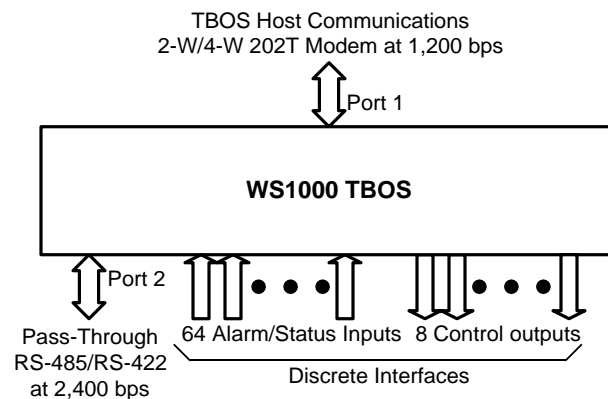 TBOS Host Communications
2-W/4-W 202T Modem at 1,200 bps
Port 1
WS1000 TBOS
Port 2
Pass-Through
RS-485/RS-422
at 2,400 bps
64 Alarm/Status Inputs
8 Control outputs
Discrete Interfaces